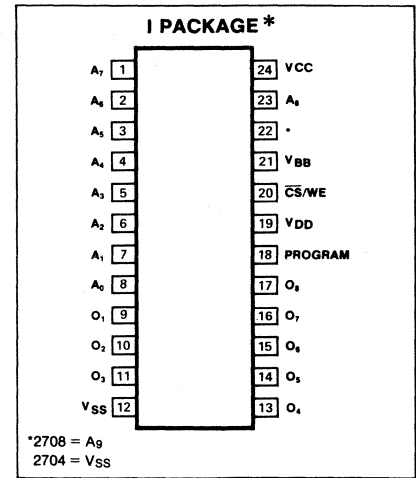 I PACKAGE*
A₇ 1 24 VCC
A₆ 2 23 A₈
A₅ 3 22 *
A₄ 4 21 VBB
A₃ 5 20 C̅S̅/WE
A₂ 6 19 VDD
A₁ 7 18 PROGRAM
A₀ 8 17 O₈
O₁ 9 16 O₇
O₂ 10 15 O₆
O₃ 11 14 O₅
VSS 12 13 O₄
*2708 = A9
2704 = VSS